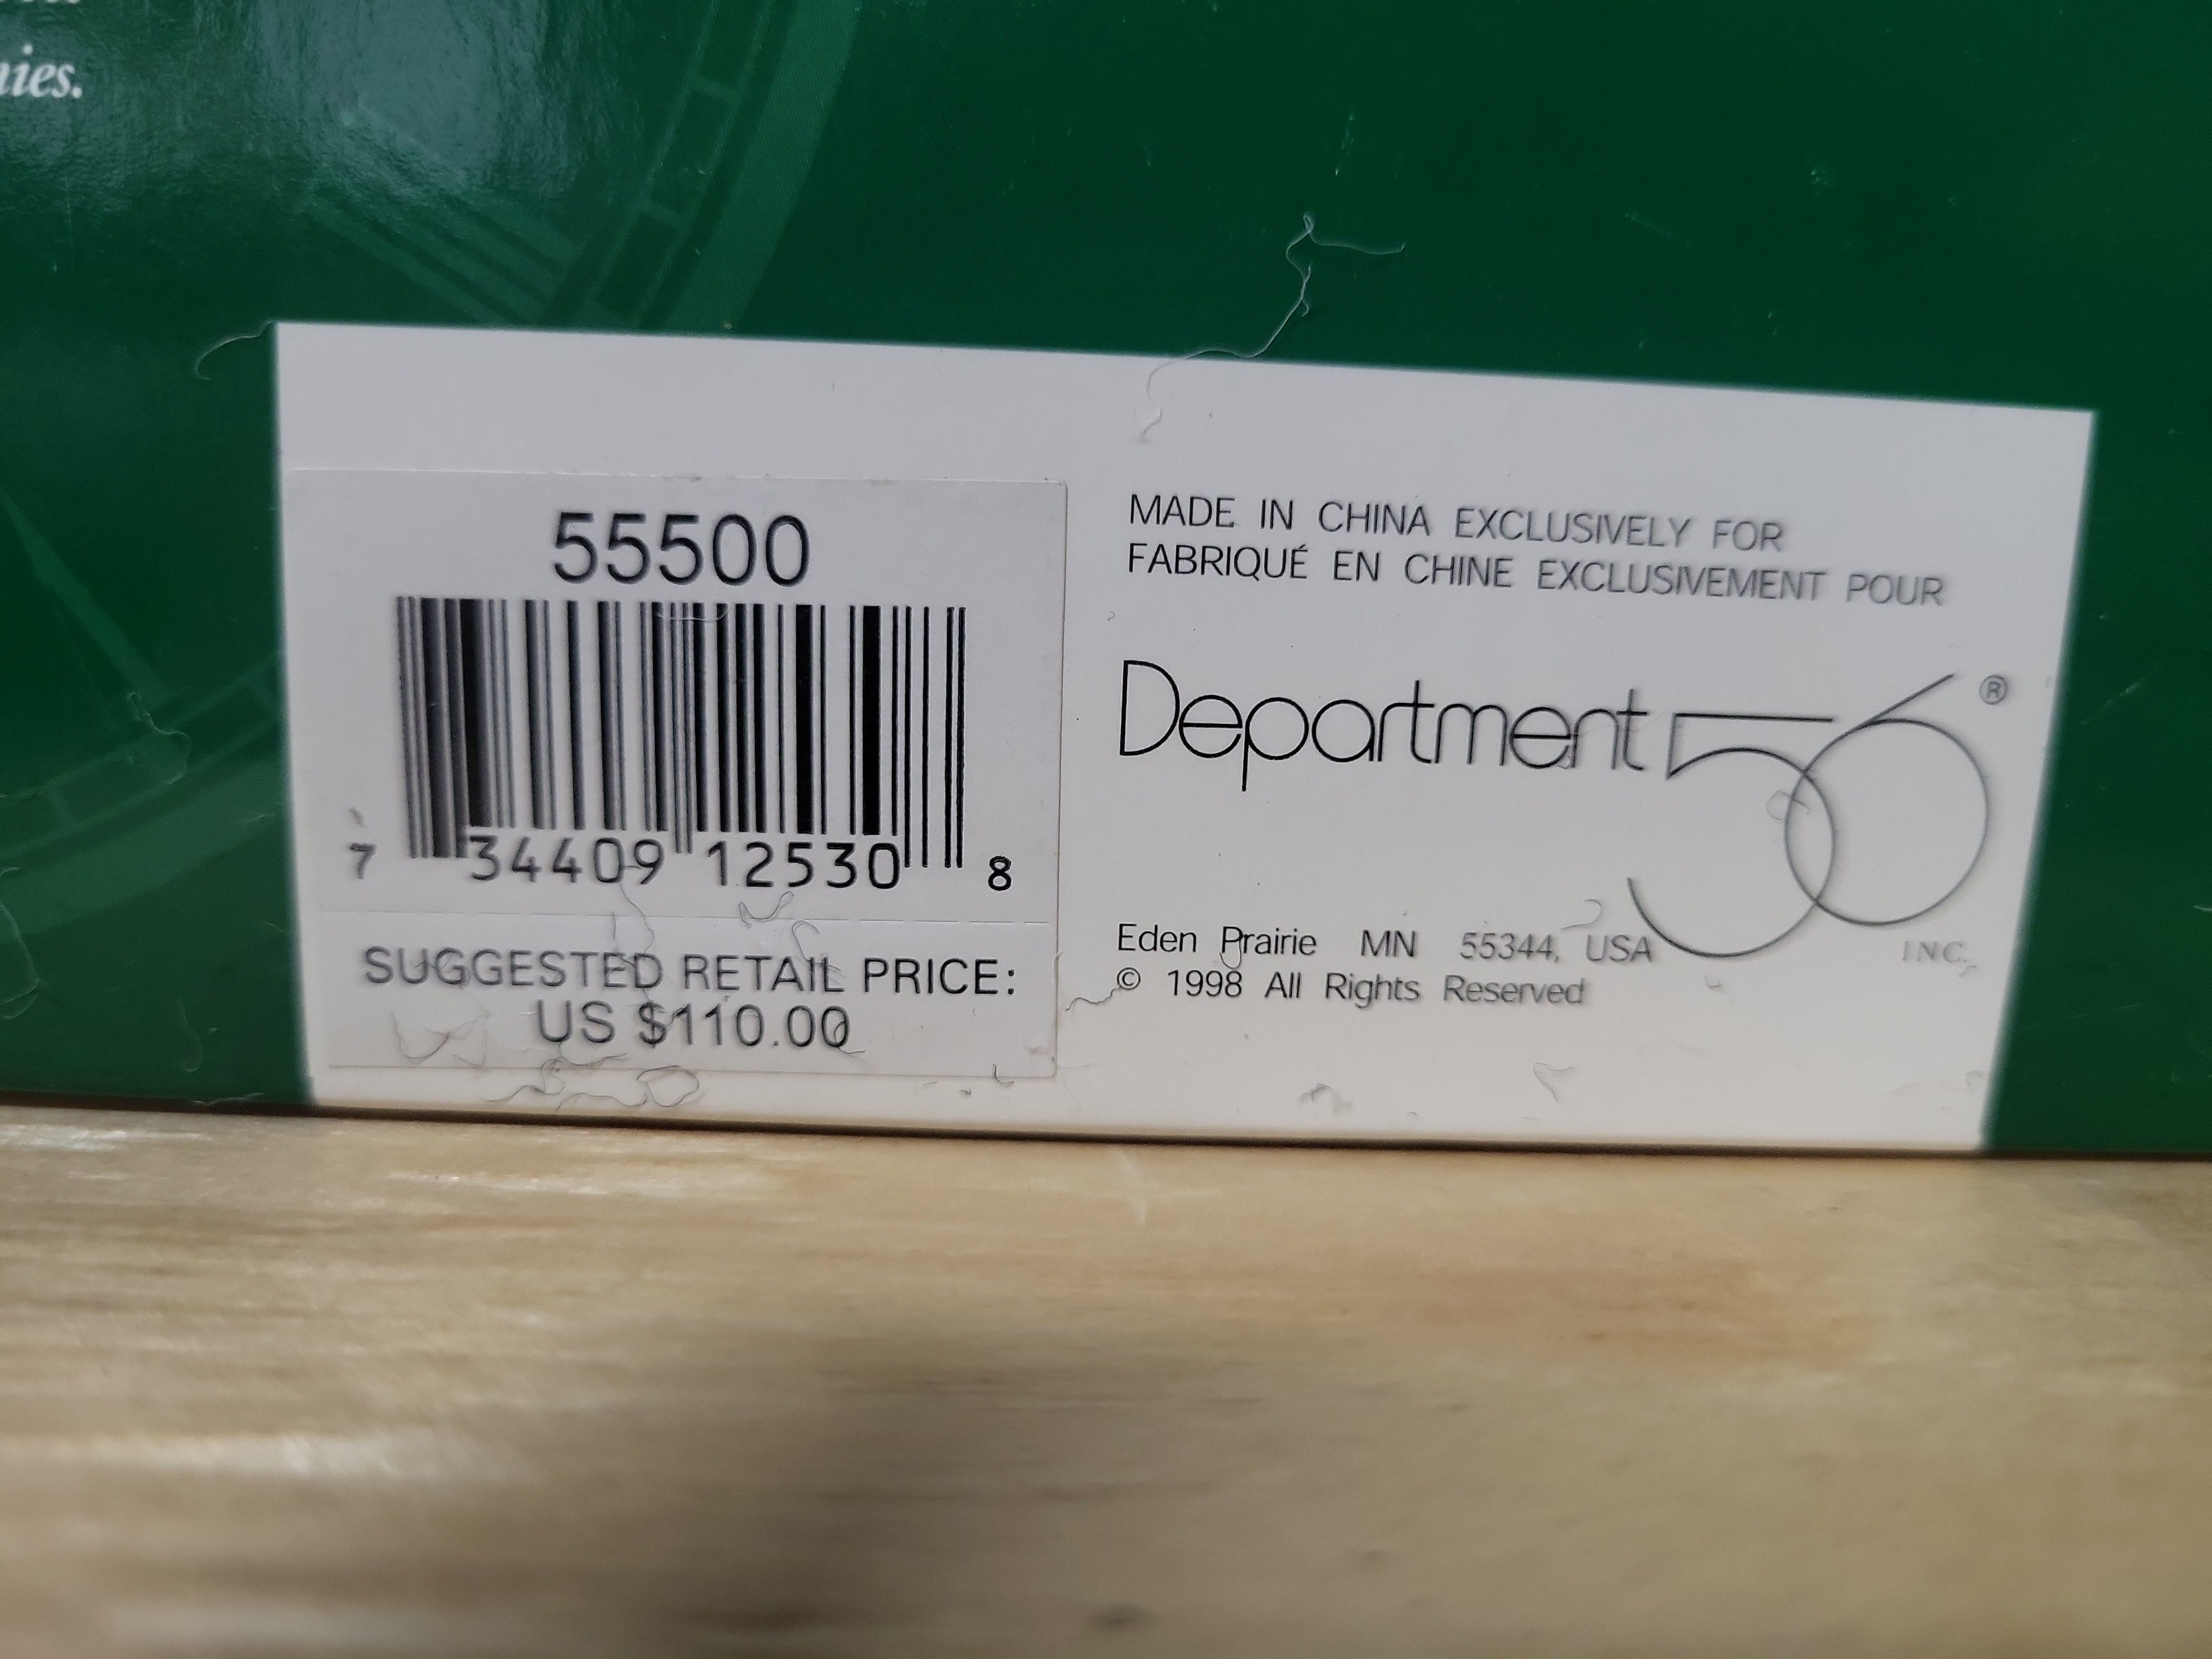 55500
7 34409 12530 8
SUGGESTED RETAIL PRICE:
US $110.00
MADE IN CHINA EXCLUSIVELY FOR
FABRIQUÉ EN CHINE EXCLUSIVEMENT POUR
Department 56®
INC.
Eden Prairie MN 55344, USA
© 1998 All Rights Reserved